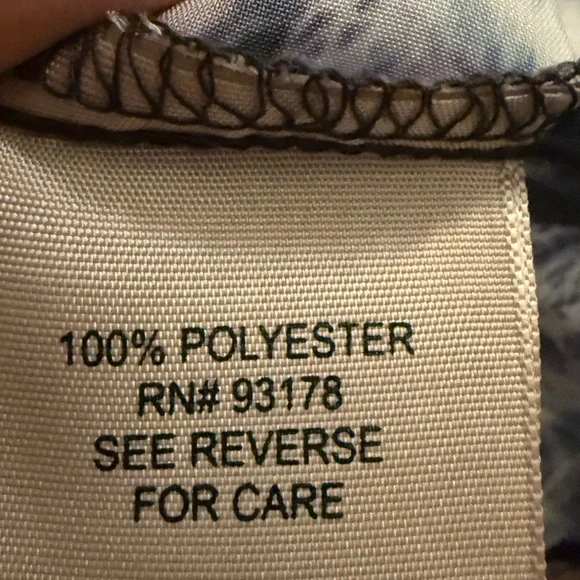 100% POLYESTER
RN# 93178
SEE REVERSE
FOR CARE